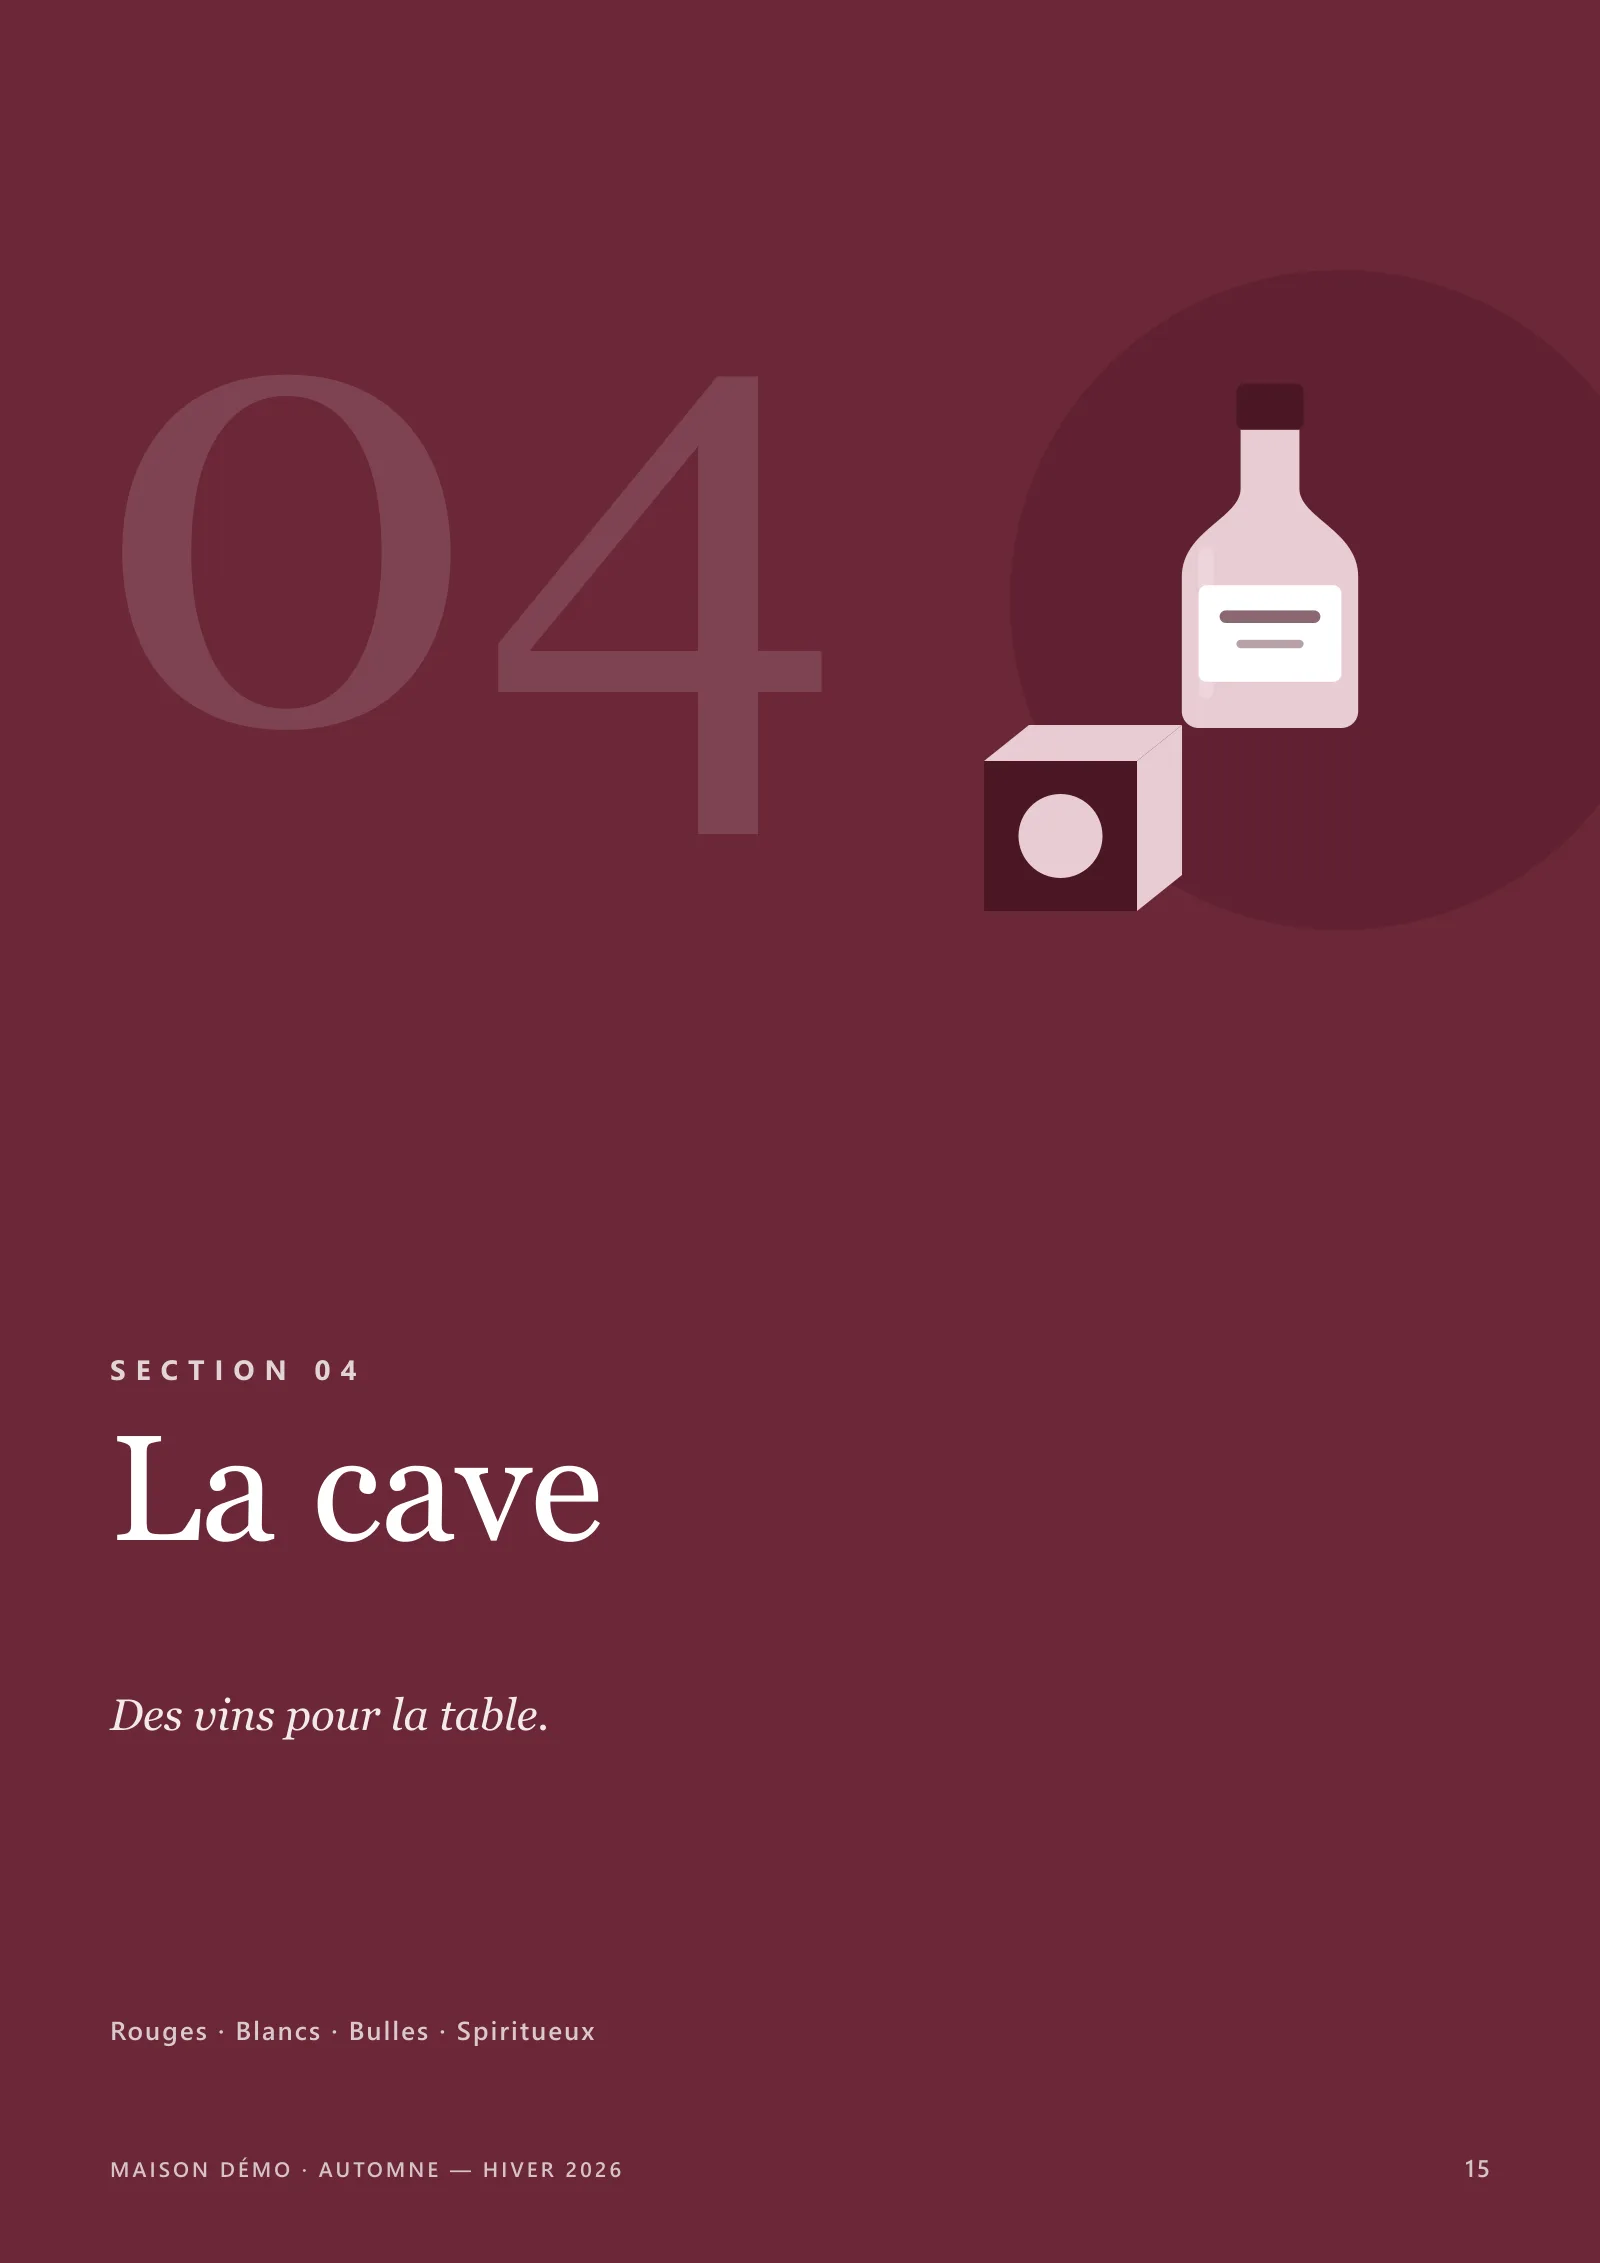 04
SECTION 04
La cave
Des vins pour la table.
Rouges · Blancs · Bulles · Spiritueux
MAISON DÉMO · AUTOMNE — HIVER 2026
15